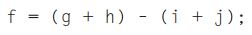 f = (g + h) - (i + j);